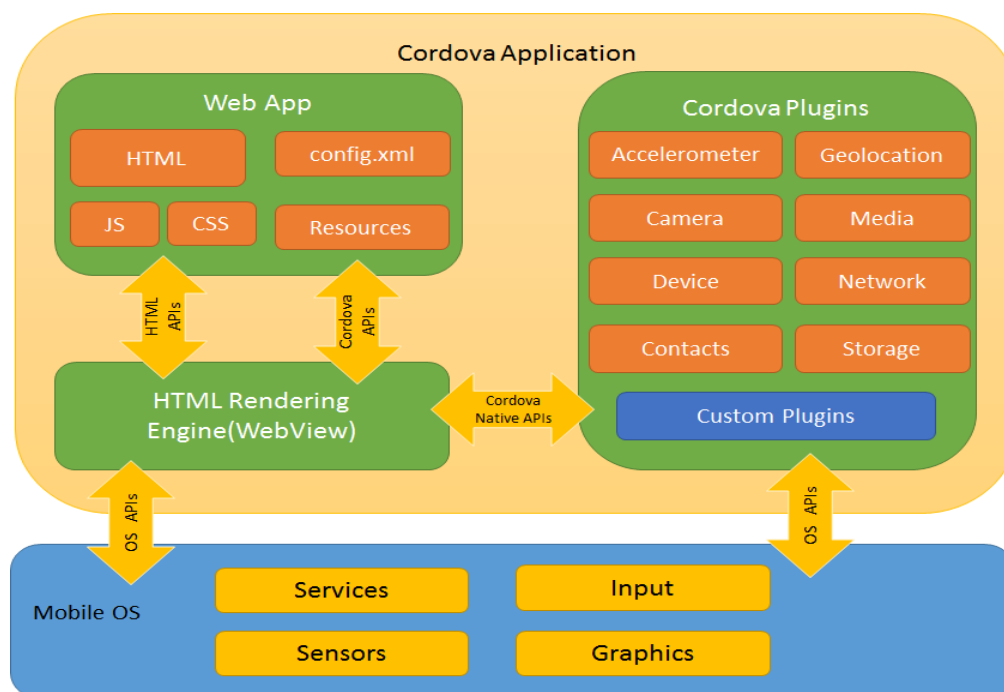 Cordova Application
Web App
HTML
config.xml
JS
CSS
Resources
HTML
APIs
Cordova
APIs
HTML Rendering
Engine(WebView)
Cordova
Native APIs
Cordova Plugins
Accelerometer
Geolocation
Camera
Media
Device
Network
Contacts
Storage
Custom Plugins
OS APIs
OS APIs
Mobile OS
Services
Input
Sensors
Graphics